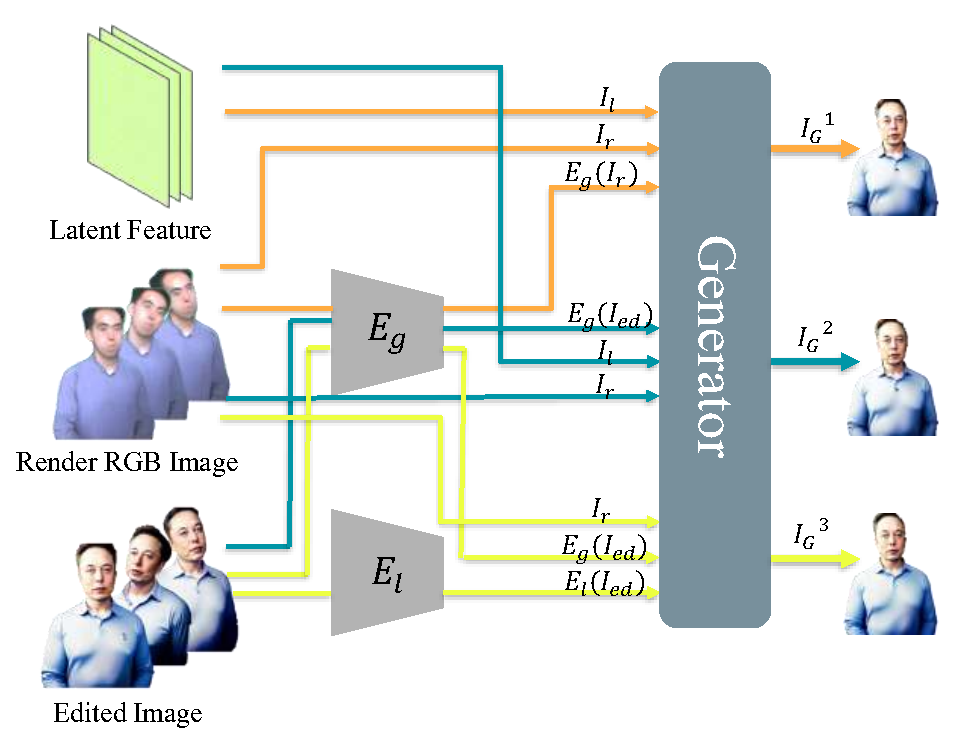 Latent Feature
Render RGB Image
Edited Image
E_g
E_l
I_l
I_r
E_g(I_r)
E_g(I_{ed})
I_l
I_r
I_r
E_g(I_{ed})
E_l(I_{ed})
Generator
I_G^1
I_G^2
I_G^3